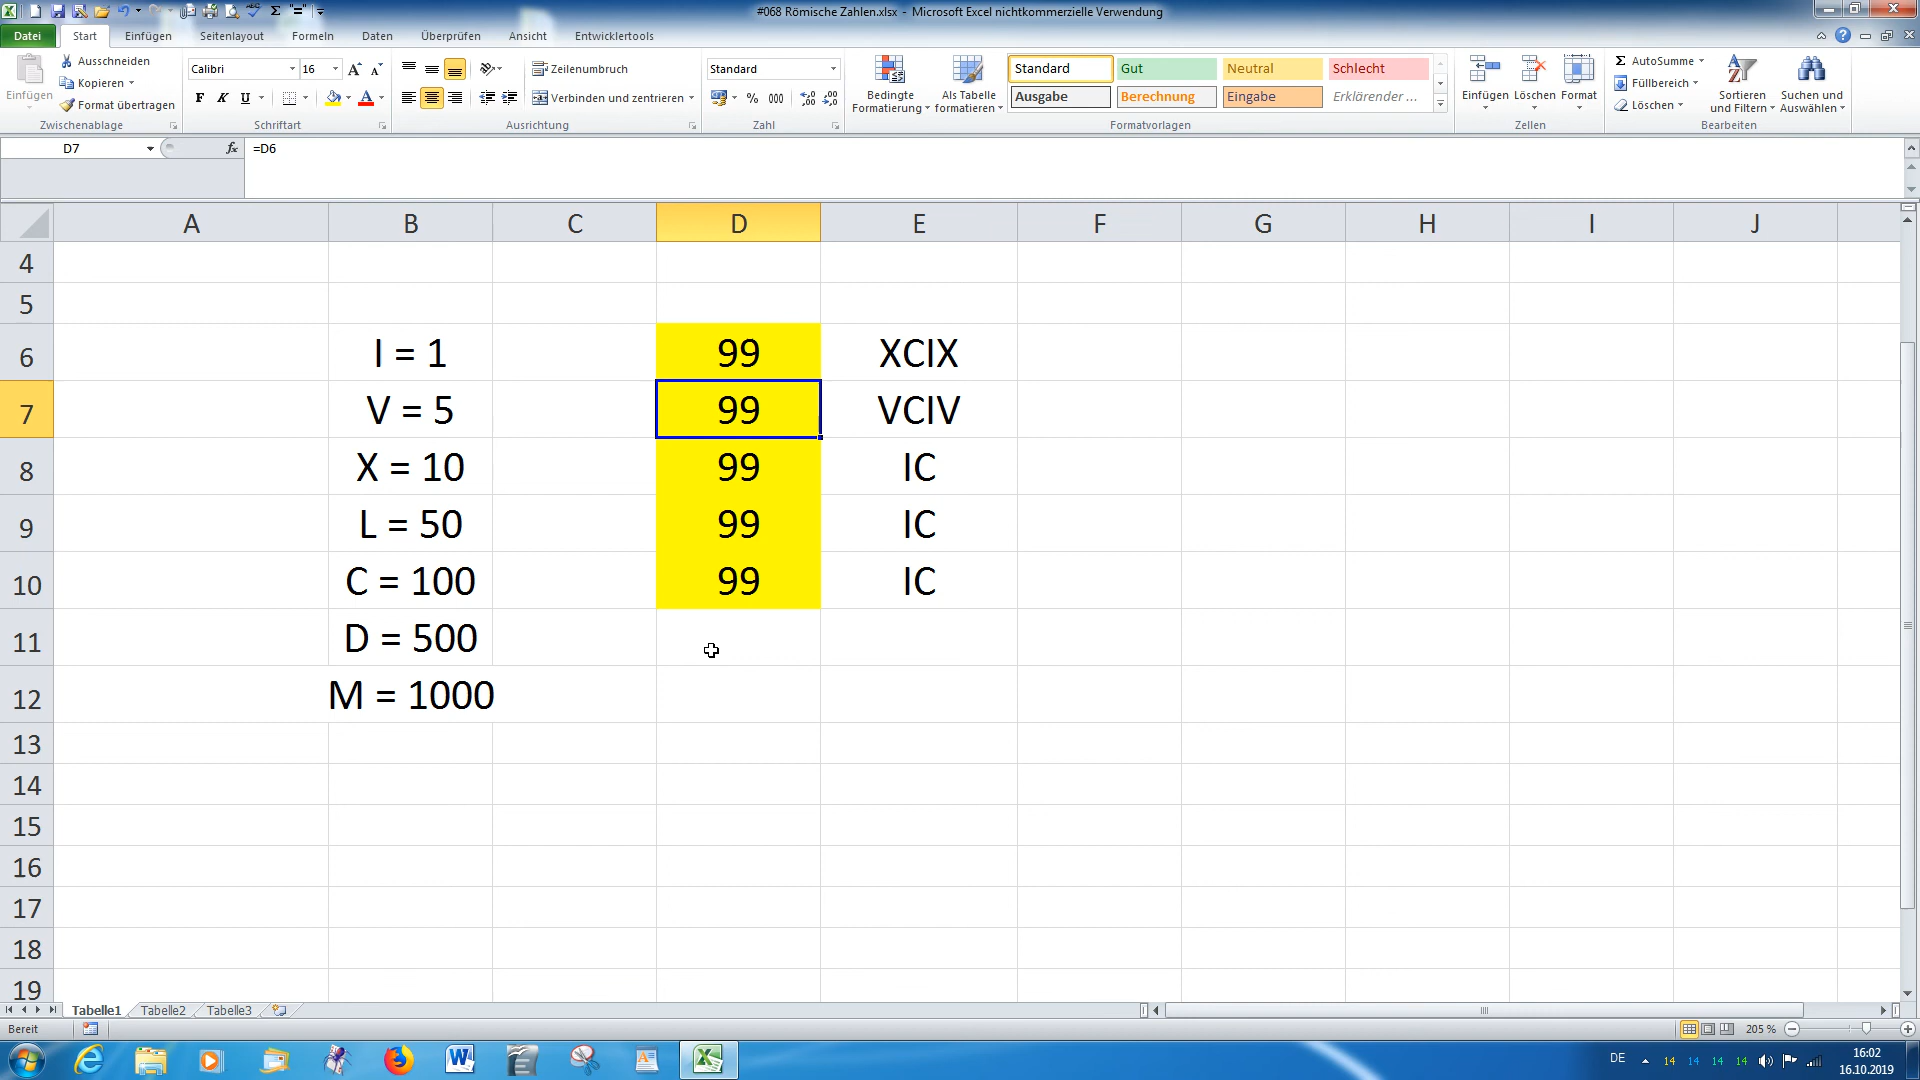 #068 Römische Zahlen.xlsx - Microsoft Excel nichtkommerzielle Verwendung
Datei Start Einfügen Seitenlayout Formeln Daten Überprüfen Ansicht Entwicklertools
Einfügen
Ausschneiden
Kopieren
Format übertragen
Zwischenablage
Calibri 16
F K U
Schriftart
Zeilenumbruch
Verbinden und zentrieren
Ausrichtung
Standard
% 000
Zahl
Bedingte Formatierung
Als Tabelle formatieren
Standard Gut Neutral Schlecht
Ausgabe Berechnung Eingabe Erklärender ...
Formatvorlagen
Einfügen Löschen Format
Zellen
Σ AutoSumme
Füllbereich
Löschen
Sortieren und Filtern
Suchen und Auswählen
Bearbeiten
D7 fx =D6
A B C D E F G H I J
4
5
6 I = 1 99 XCIX
7 V = 5 99 VCIV
8 X = 10 99 IC
9 L = 50 99 IC
10 C = 100 99 IC
11 D = 500
12 M = 1000
13
14
15
16
17
18
19
Tabelle1 Tabelle2 Tabelle3
Bereit 205 %
DE 14 14 14 14 16:02
16.10.2019